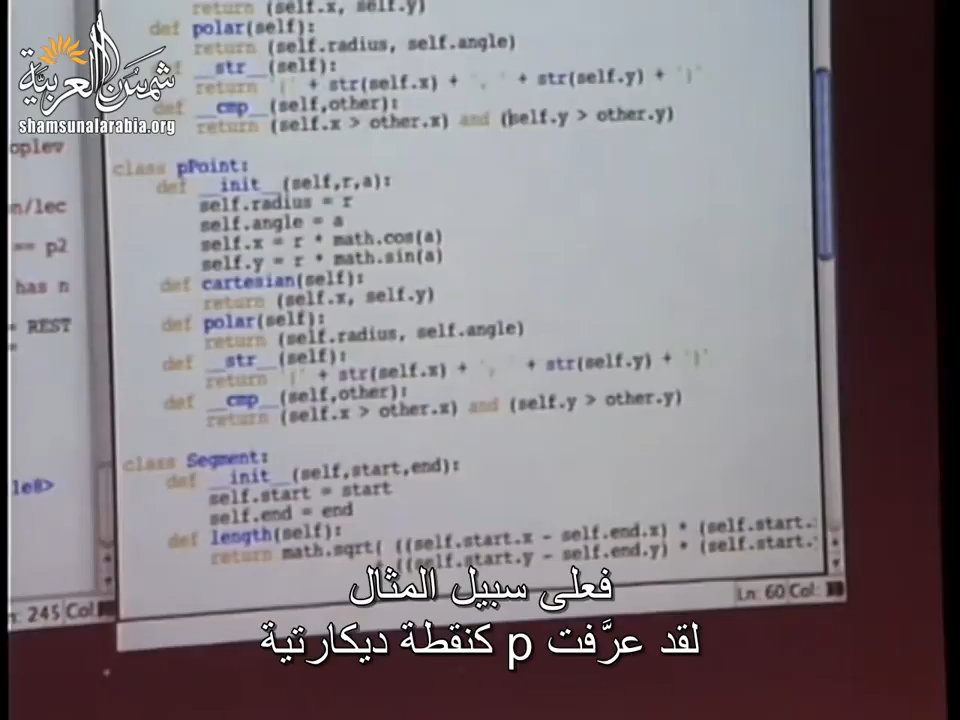 شمس العربية
shamsunalarabia.org
return (self.x, self.y)
def polar(self):
return (self.radius, self.angle)
def __str__(self):
return '(' + str(self.x) + ', ' + str(self.y) + ')'
def __cmp__(self,other):
return (self.x > other.x) and (self.y > other.y)
class pPoint:
def __init__(self,r,a):
self.radius = r
self.angle = a
self.x = r * math.cos(a)
self.y = r * math.sin(a)
def cartesian(self):
return (self.x, self.y)
def polar(self):
return (self.radius, self.angle)
def __str__(self):
return '(' + str(self.x) + ', ' + str(self.y) + ')'
def __cmp__(self,other):
return (self.x > other.x) and (self.y > other.y)
class Segment:
def __init__(self,start,end):
self.start = start
self.end = end
def length(self):
return math.sqrt( ((self.start.x - self.end.x) * (self.start.
((self.start.y - self.end.y) * (self.start.
oplev
n/lec
== p2
has n
= REST
le8>
: 245 Col
Ln: 60 Col:
فعلى سبيل المثال
لقد عرَّفت p كنقطة ديكارتية